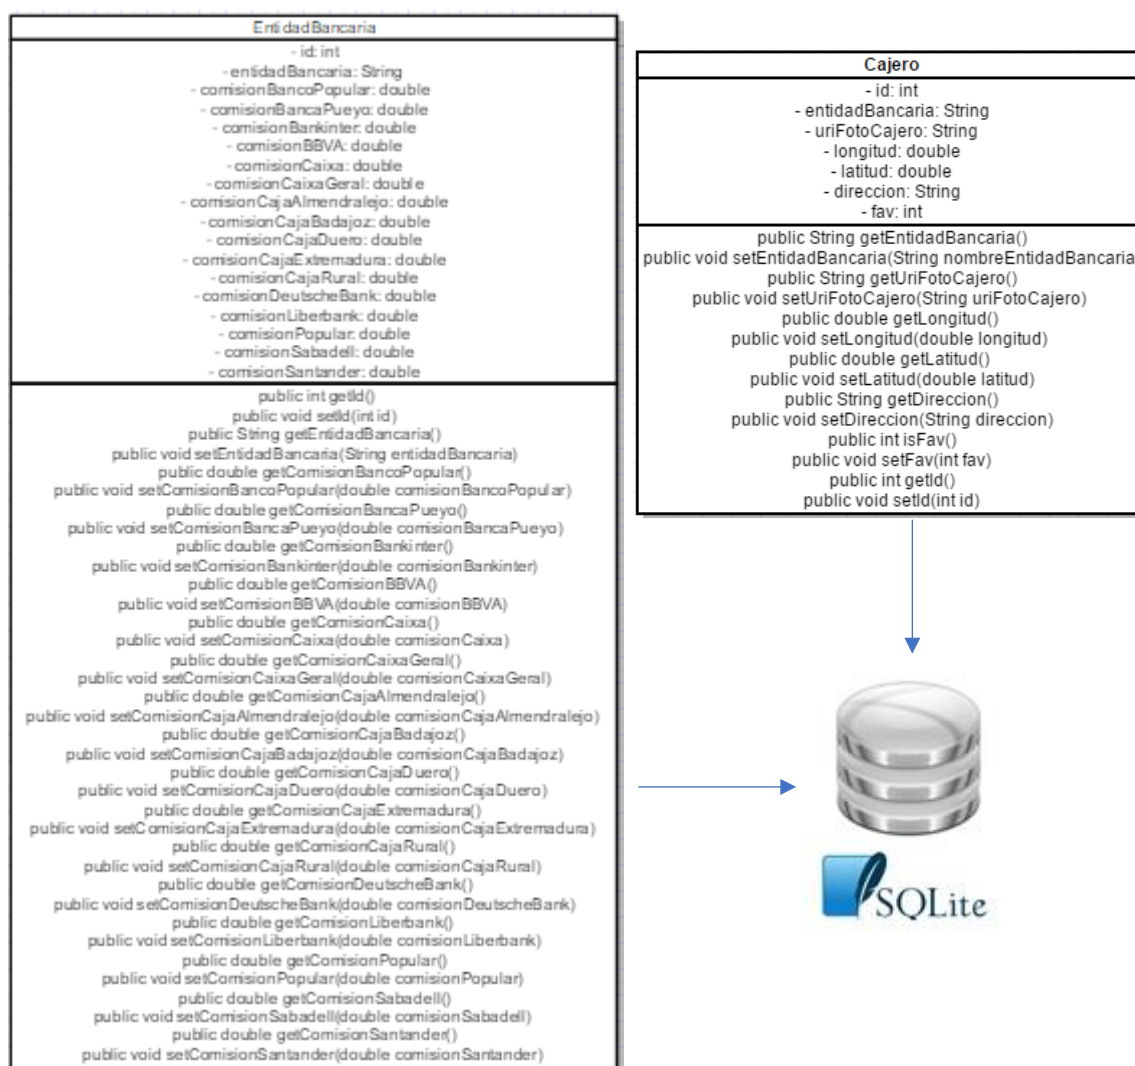 EntidadBancaria
- id: int
- entidadBancaria: String
- comisionBancoPopular: double
- comisionBancaPueyo: double
- comisionBankinter: double
- comisionBBVA: double
- comisionCaixa: double
- comisionCaixaGeral: double
- comisionCajaAlmendralejo: double
- comisionCajaBadajoz: double
- comisionCajaDuero: double
- comisionCajaExtremadura: double
- comisionCajaRural: double
- comisionDeutscheBank: double
- comisionLiberbank: double
- comisionPopular: double
- comisionSabadell: double
- comisionSantander: double
public int getId()
public void setId(int id)
public String getEntidadBancaria()
public void setEntidadBancaria(String entidadBancaria)
public double getComisionBancoPopular()
public void setComisionBancoPopular(double comisionBancoPopular)
public double getComisionBancaPueyo()
public void setComisionBancaPueyo(double comisionBancaPueyo)
public double getComisionBankinter()
public void setComisionBankinter(double comisionBankinter)
public double getComisionBBVA()
public void setComisionBBVA(double comisionBBVA)
public double getComisionCaixa()
public void setComisionCaixa(double comisionCaixa)
public double getComisionCaixaGeral()
public void setComisionCaixaGeral(double comisionCaixaGeral)
public double getComisionCajaAlmendralejo()
public void setComisionCajaAlmendralejo(double comisionCajaAlmendralejo)
public double getComisionCajaBadajoz()
public void setComisionCajaBadajoz(double comisionCajaBadajoz)
public double getComisionCajaDuero()
public void setComisionCajaDuero(double comisionCajaDuero)
public double getComisionCajaExtremadura()
public void setComisionCajaExtremadura(double comisionCajaExtremadura)
public double getComisionCajaRural()
public void setComisionCajaRural(double comisionCajaRural)
public double getComisionDeutscheBank()
public void setComisionDeutscheBank(double comisionDeutscheBank)
public double getComisionLiberbank()
public void setComisionLiberbank(double comisionLiberbank)
public double getComisionPopular()
public void setComisionPopular(double comisionPopular)
public double getComisionSabadell()
public void setComisionSabadell(double comisionSabadell)
public double getComisionSantander()
public void setComisionSantander(double comisionSantander)
Cajero
- id: int
- entidadBancaria: String
- uriFotoCajero: String
- longitud: double
- latitud: double
- direccion: String
- fav: int
public String getEntidadBancaria()
public void setEntidadBancaria(String nombreEntidadBancaria
public String getUriFotoCajero()
public void setUriFotoCajero(String uriFotoCajero)
public double getLongitud()
public void setLongitud(double longitud)
public double getLatitud()
public void setLatitud(double latitud)
public String getDireccion()
public void setDireccion(String direccion)
public int isFav()
public void setFav(int fav)
public int getId()
public void setId(int id)
SQLite